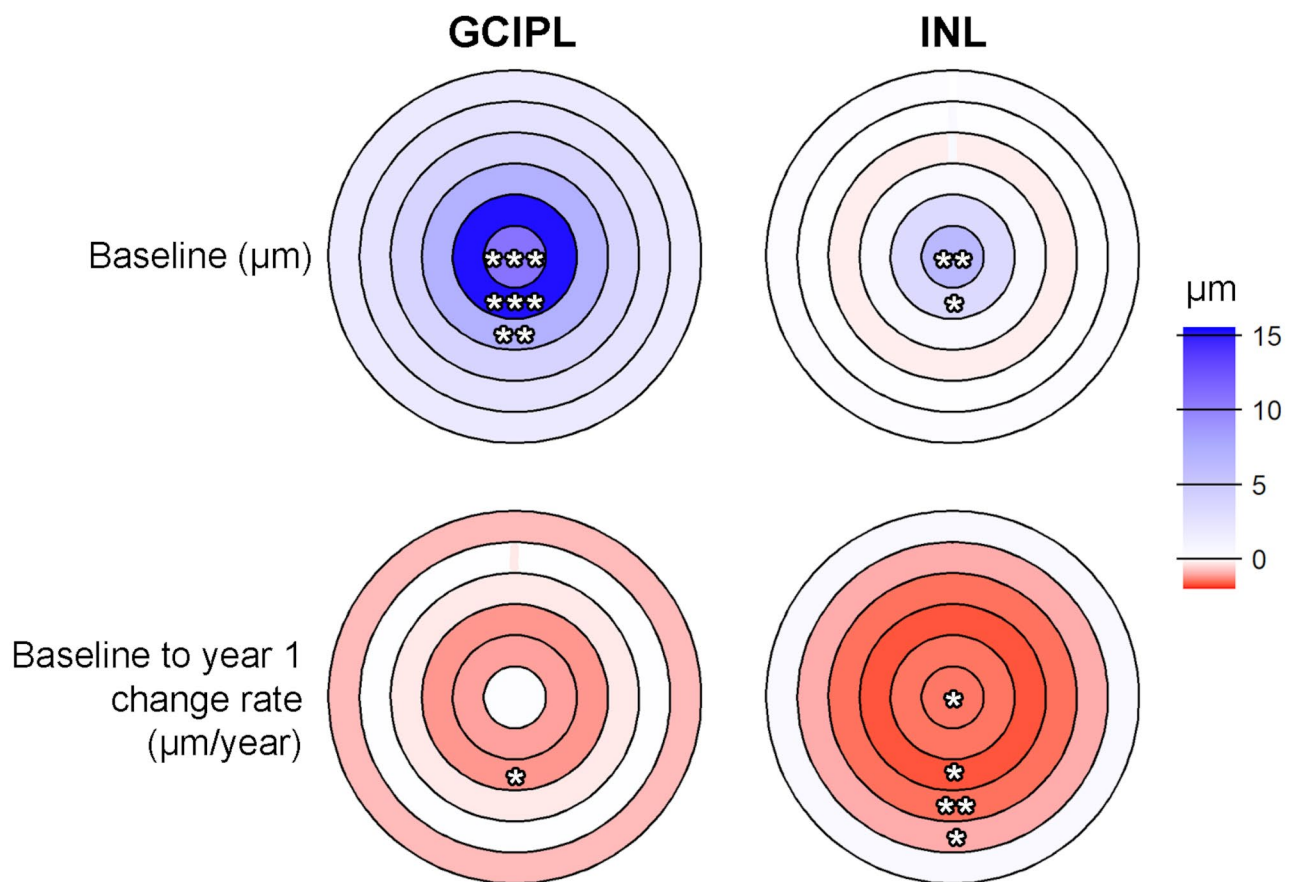 GCIPL INL
Baseline (µm)
***
***
**
**
*
µm
15
10
5
0
Baseline to year 1
change rate
(µm/year)
*
*
*
**
*